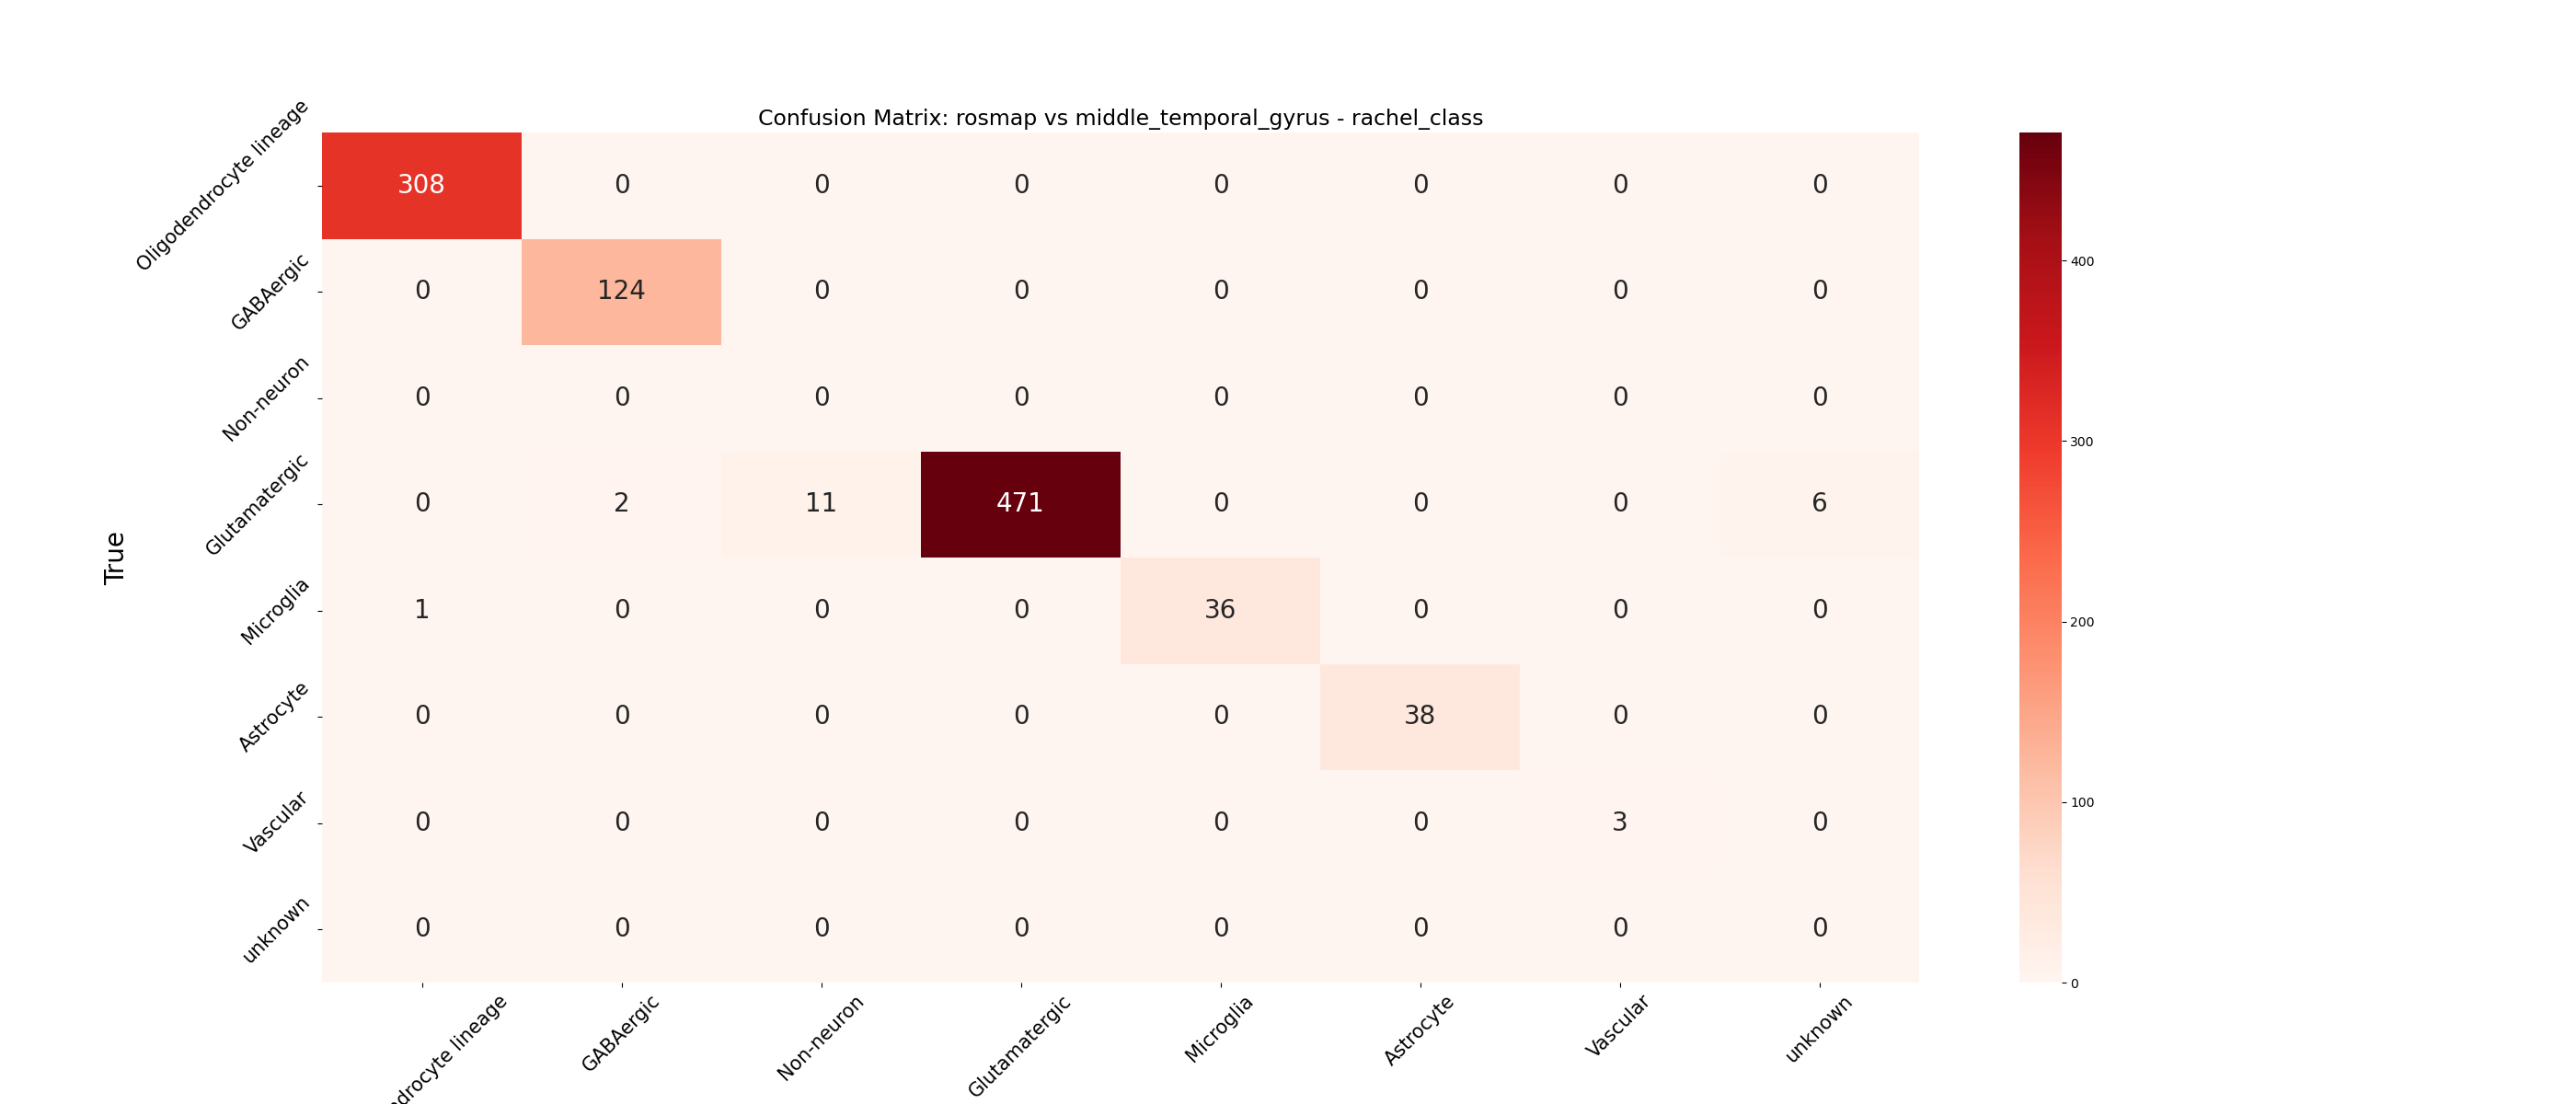 Confusion Matrix: rosmap vs middle_temporal_gyrus - rachel_class
Oligodendrocyte lineage 308 0 0 0 0 0 0 0
GABAergic 0 124 0 0 0 0 0 0
Non-neuron 0 0 0 0 0 0 0 0
Glutamatergic 0 2 11 471 0 0 0 6
Microglia 1 0 0 0 36 0 0 0
Astrocyte 0 0 0 0 0 38 0 0
Vascular 0 0 0 0 0 0 3 0
unknown 0 0 0 0 0 0 0 0
True
lineage GABAergic Non-neuron Glutamatergic Microglia Astrocyte Vascular unknown
400
300
200
100
0